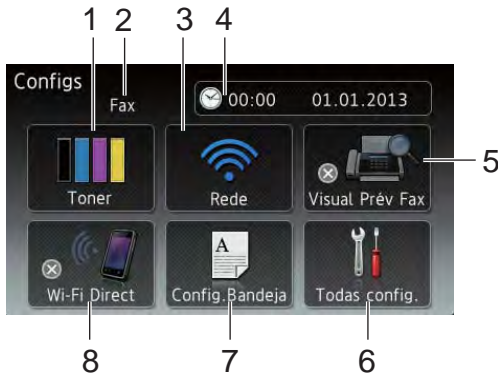 1 2 3 4
Configs
Fax
00:00 01.01.2013
5
Toner Rede Visual Prév Fax
A
Wi-Fi Direct Config.Bandeja Todas config.
8 7 6